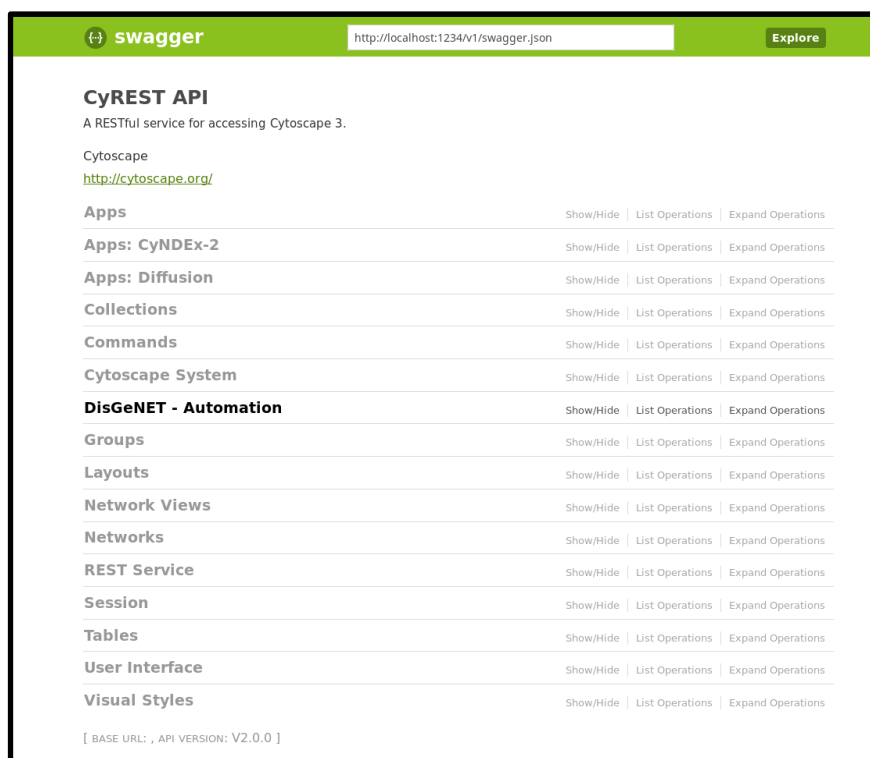 {··} swagger http://localhost:1234/v1/swagger.json Explore
CyREST API
A RESTful service for accessing Cytoscape 3.
Cytoscape
http://cytoscape.org/
Apps Show/Hide List Operations Expand Operations
Apps: CyNDEx-2 Show/Hide List Operations Expand Operations
Apps: Diffusion Show/Hide List Operations Expand Operations
Collections Show/Hide List Operations Expand Operations
Commands Show/Hide List Operations Expand Operations
Cytoscape System Show/Hide List Operations Expand Operations
DisGeNET - Automation Show/Hide List Operations Expand Operations
Groups Show/Hide List Operations Expand Operations
Layouts Show/Hide List Operations Expand Operations
Network Views Show/Hide List Operations Expand Operations
Networks Show/Hide List Operations Expand Operations
REST Service Show/Hide List Operations Expand Operations
Session Show/Hide List Operations Expand Operations
Tables Show/Hide List Operations Expand Operations
User Interface Show/Hide List Operations Expand Operations
Visual Styles Show/Hide List Operations Expand Operations
[ BASE URL: , API VERSION: V2.0.0 ]